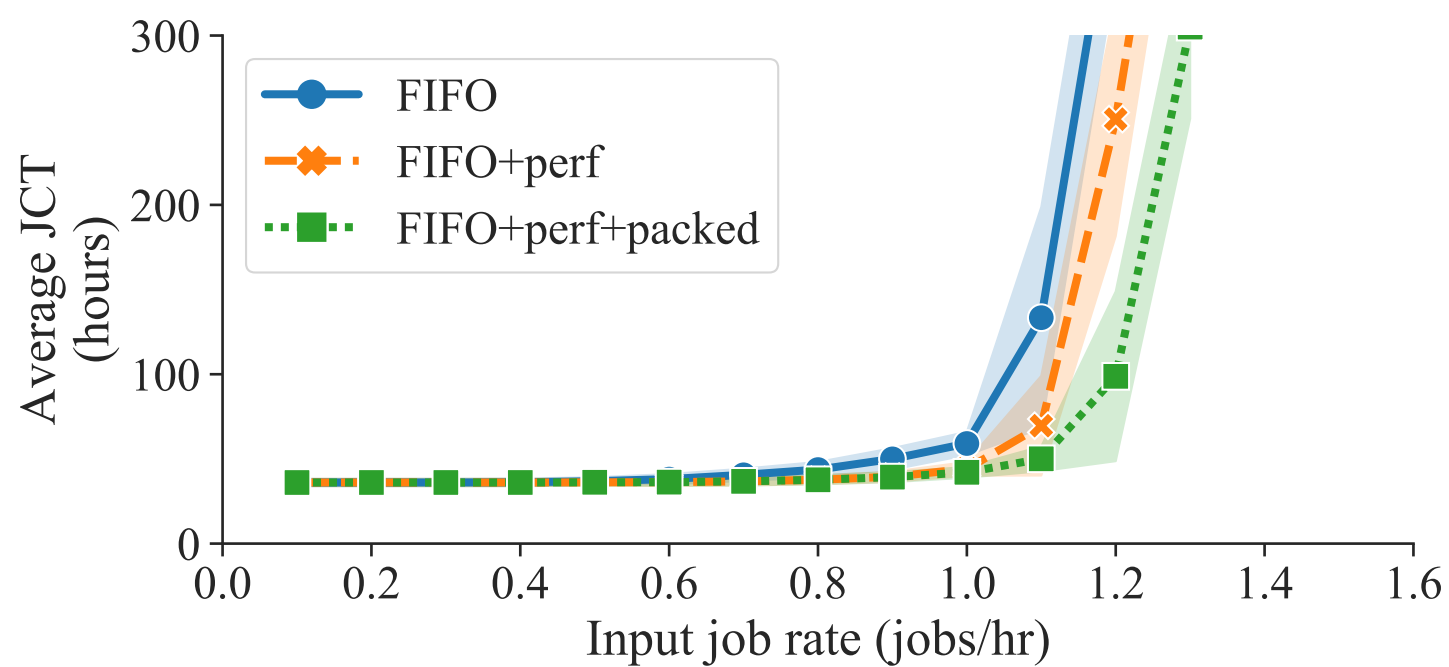 300
200
100
0
Average JCT
(hours)
FIFO
FIFO+perf
FIFO+perf+packed
0.0 0.2 0.4 0.6 0.8 1.0 1.2 1.4 1.6
Input job rate (jobs/hr)